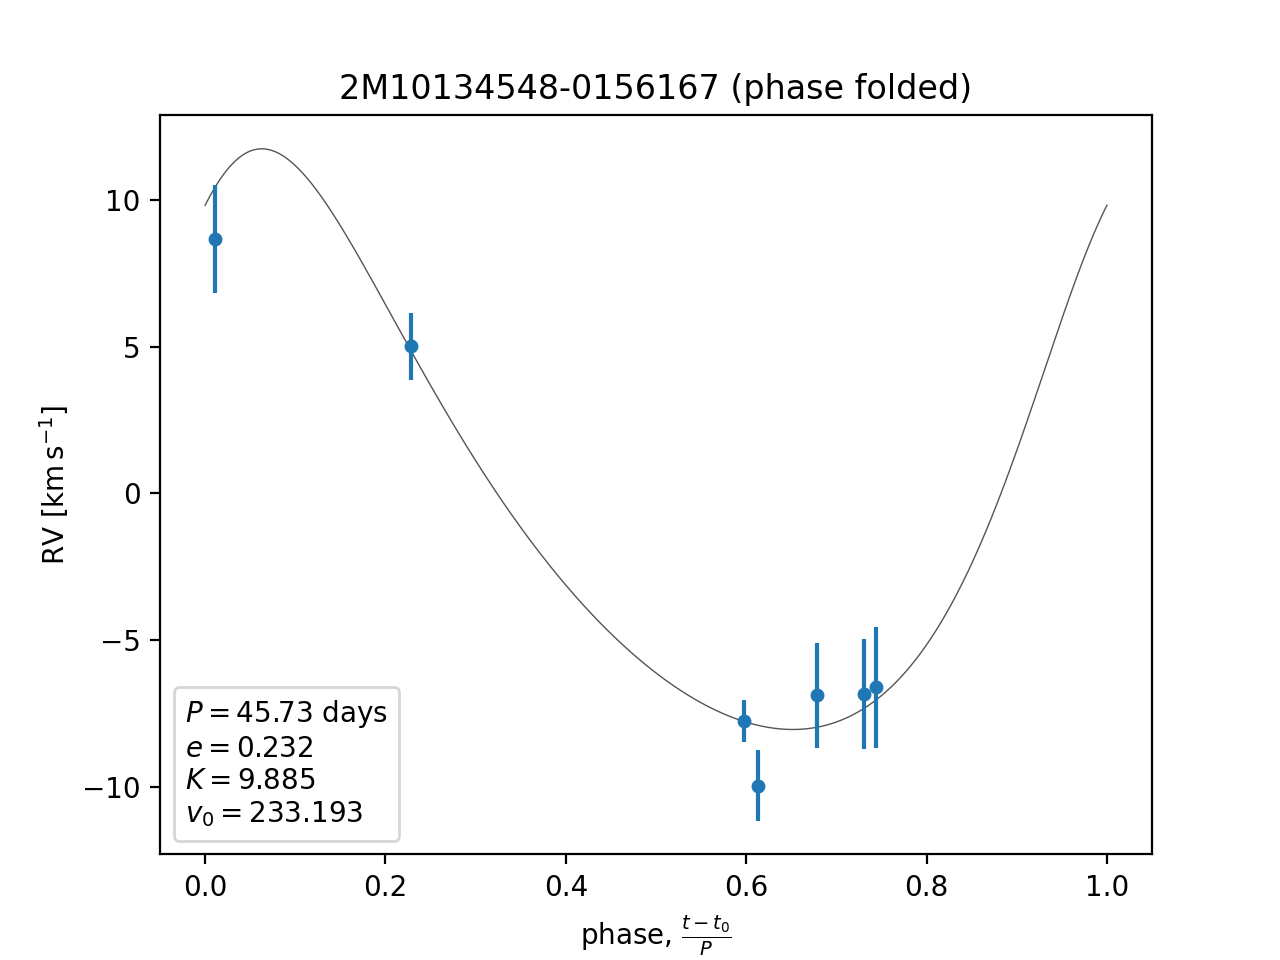 2M10134548-0156167 (phase folded)
RV [km s⁻¹]
10
5
0
−5
−10
P = 45.73 days
e = 0.232
K = 9.885
v₀ = 233.193
0.0 0.2 0.4 0.6 0.8 1.0
phase, (t − t₀)/P